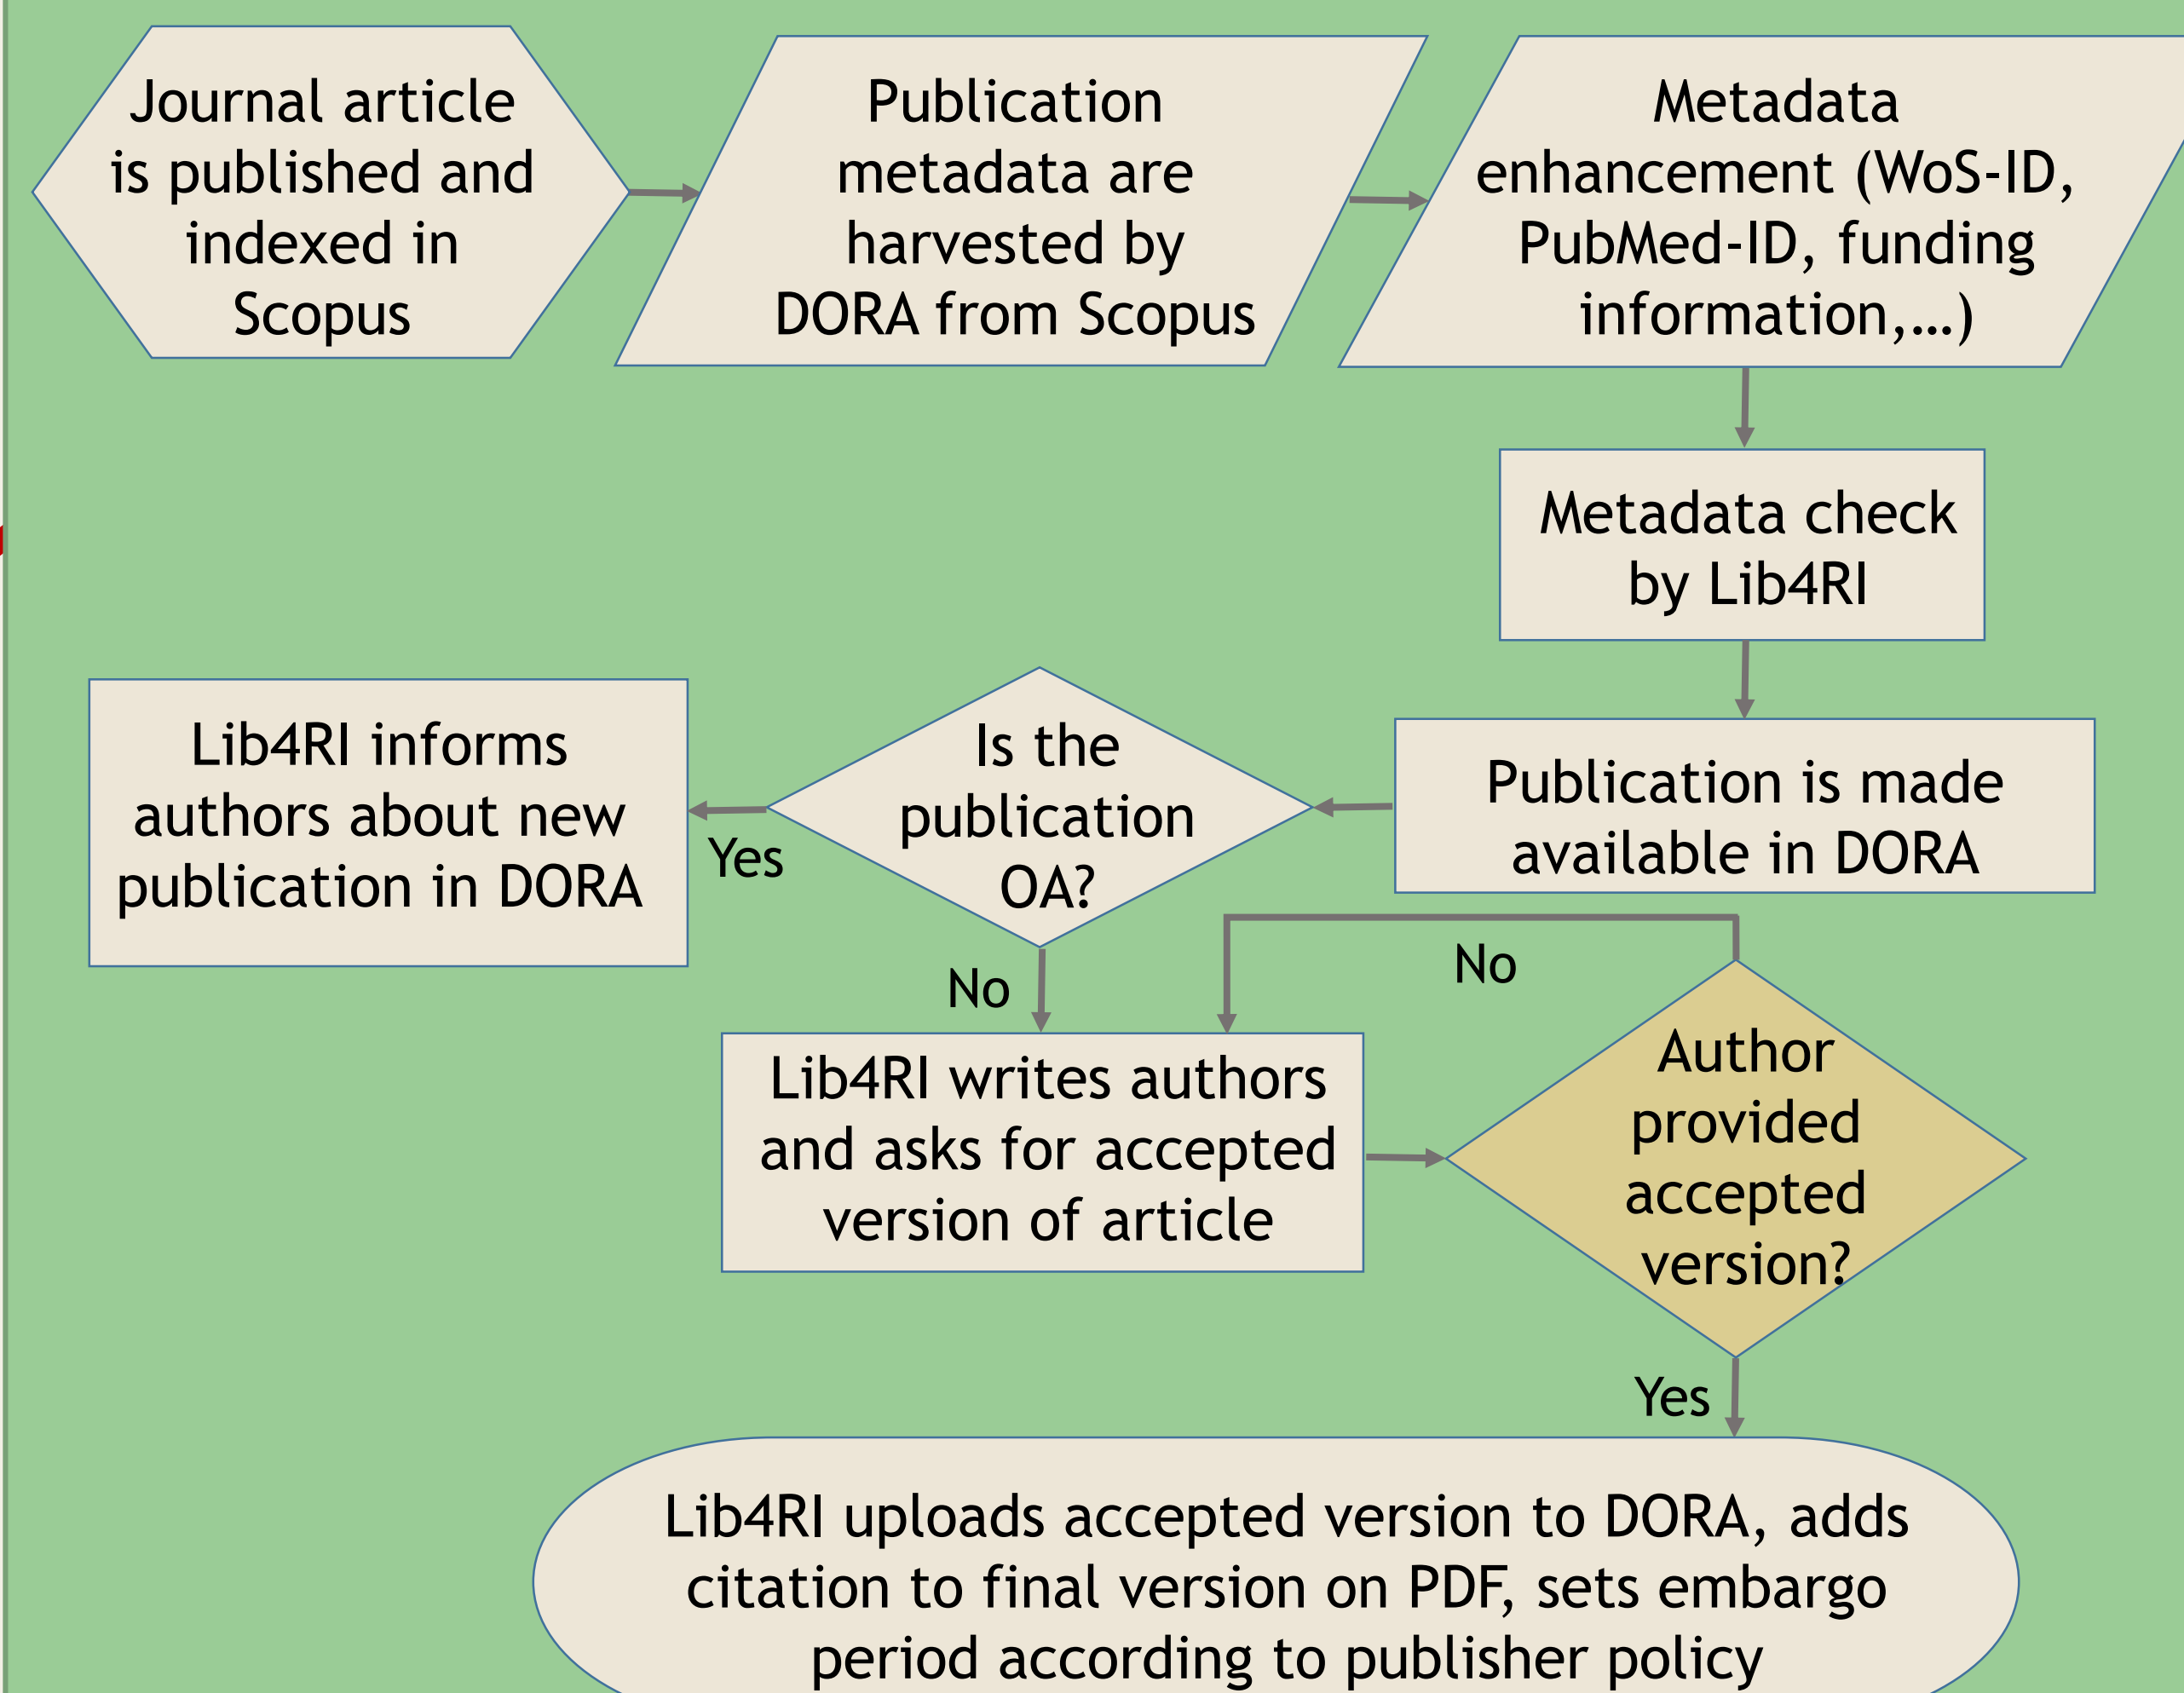 Journal article
is published and
indexed in
Scopus
Publication
metadata are
harvested by
DORA from Scopus
Metadata
enhancement (WoS-ID,
PubMed-ID, funding
information,...)
Metadata check
by Lib4RI
Publication is made
available in DORA
Is the
publication
OA?
Yes
Lib4RI informs
authors about new
publication in DORA
No
Lib4RI writes authors
and asks for accepted
version of article
No
Author
provided
accepted
version?
Yes
Lib4RI uploads accepted version to DORA, adds
citation to final version on PDF, sets embargo
period according to publisher policy